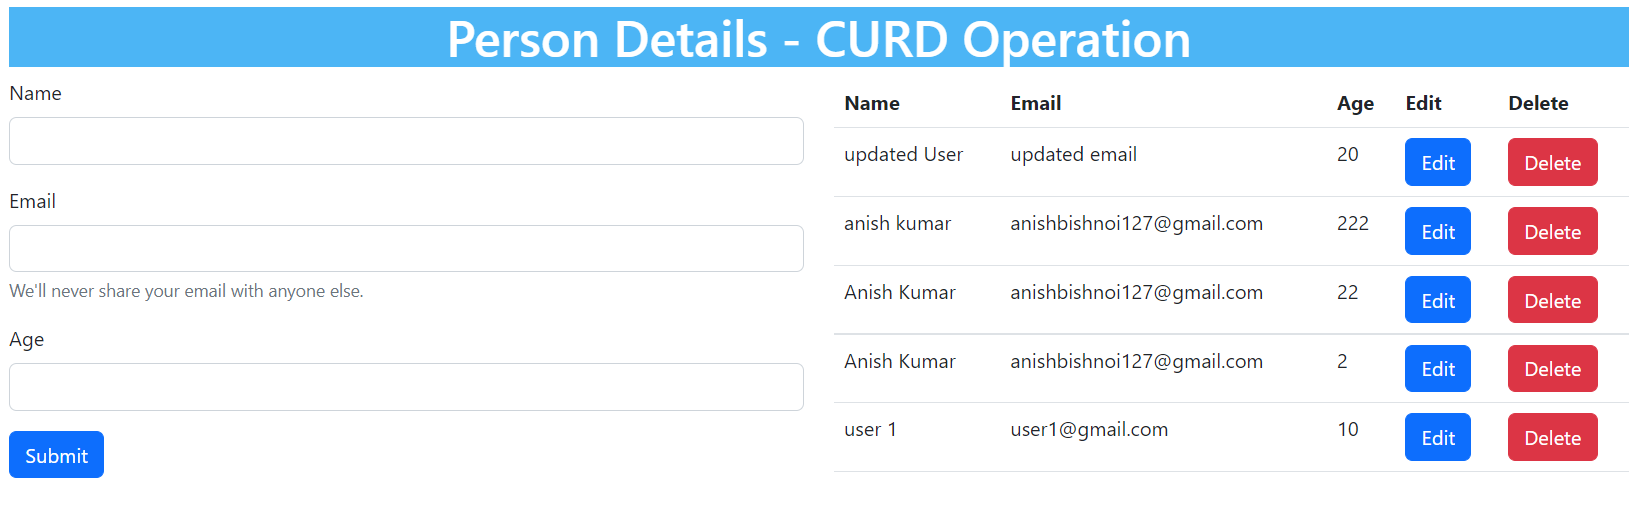 Person Details - CURD Operation
Name
Email
We'll never share your email with anyone else.
Age
Submit
Name Email Age Edit Delete
updated User updated email 20 Edit Delete
anish kumar anishbishnoi127@gmail.com 222 Edit Delete
Anish Kumar anishbishnoi127@gmail.com 22 Edit Delete
Anish Kumar anishbishnoi127@gmail.com 2 Edit Delete
user 1 user1@gmail.com 10 Edit Delete